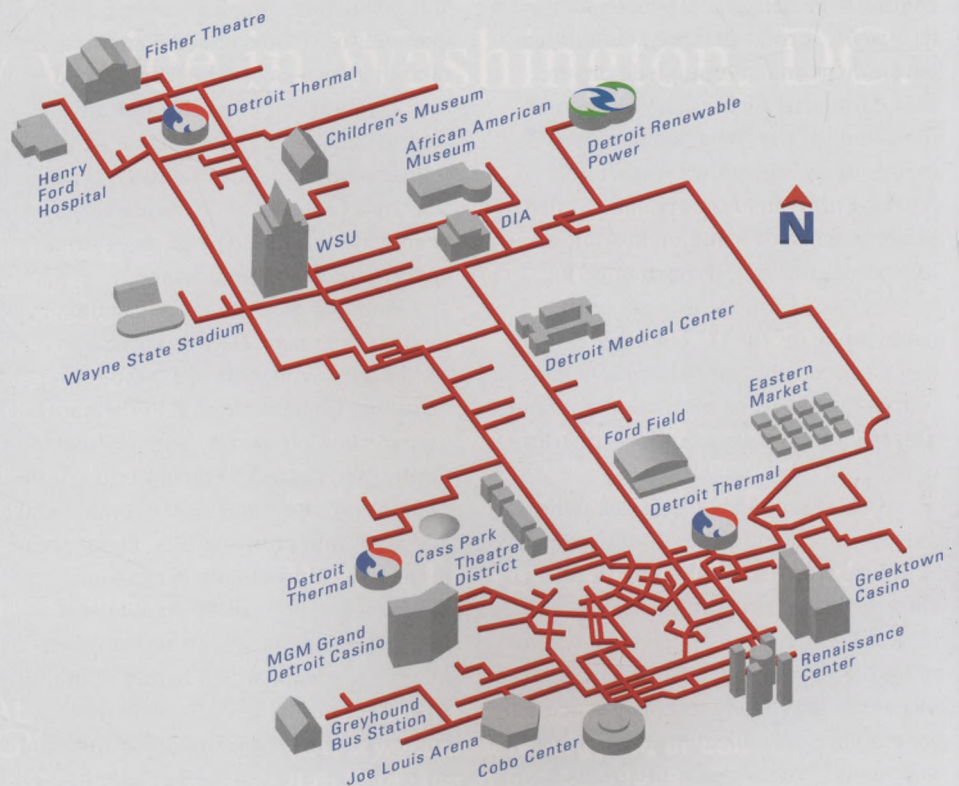 Washington DC
Fisher Theatre
Detroit Thermal
Children's Museum
African American
Museum
Detroit Renewable
Power
Henry
Ford
Hospital
WSU
DIA
N
Wayne State Stadium
Detroit Medical Center
Eastern
Market
Ford Field
Detroit Thermal
Cass Park
Theatre
District
Detroit
Thermal
Greektown
Casino
MGM Grand
Detroit Casino
Renaissance
Center
Greyhound
Bus Station
Joe Louis Arena
Cobo Center